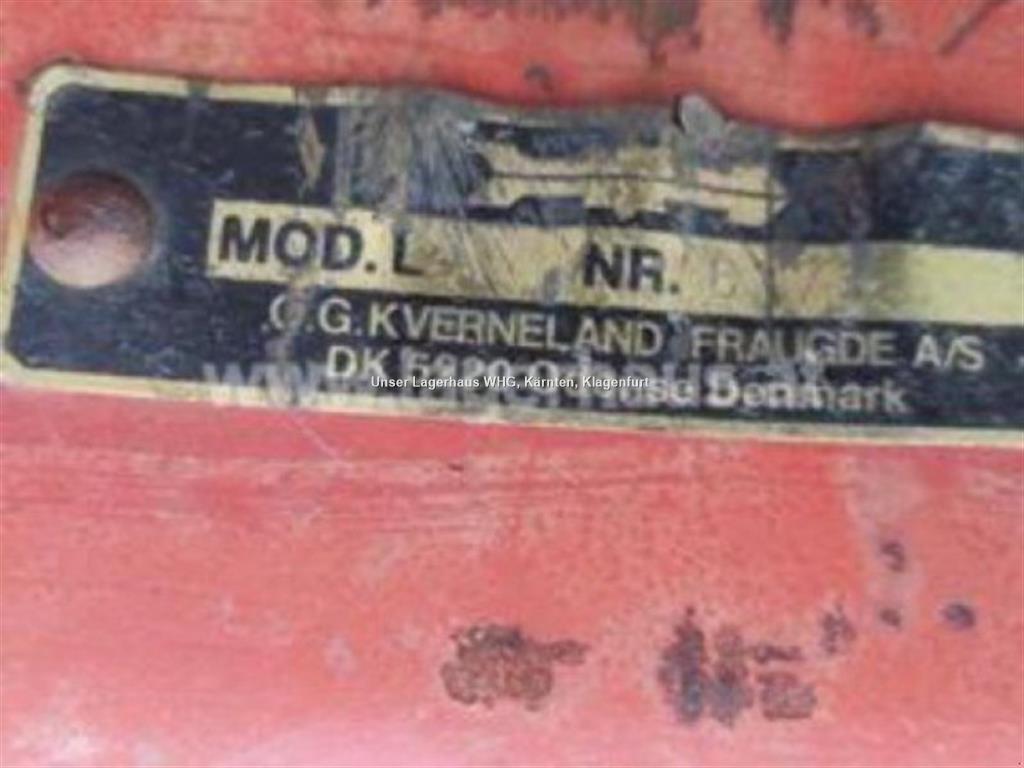 MOD. L NR.
.G. KVERNELAND FRAUGDE A/S
DK Denmark
Unser Lagerhaus WHG, Kärnten, Klagenfurt